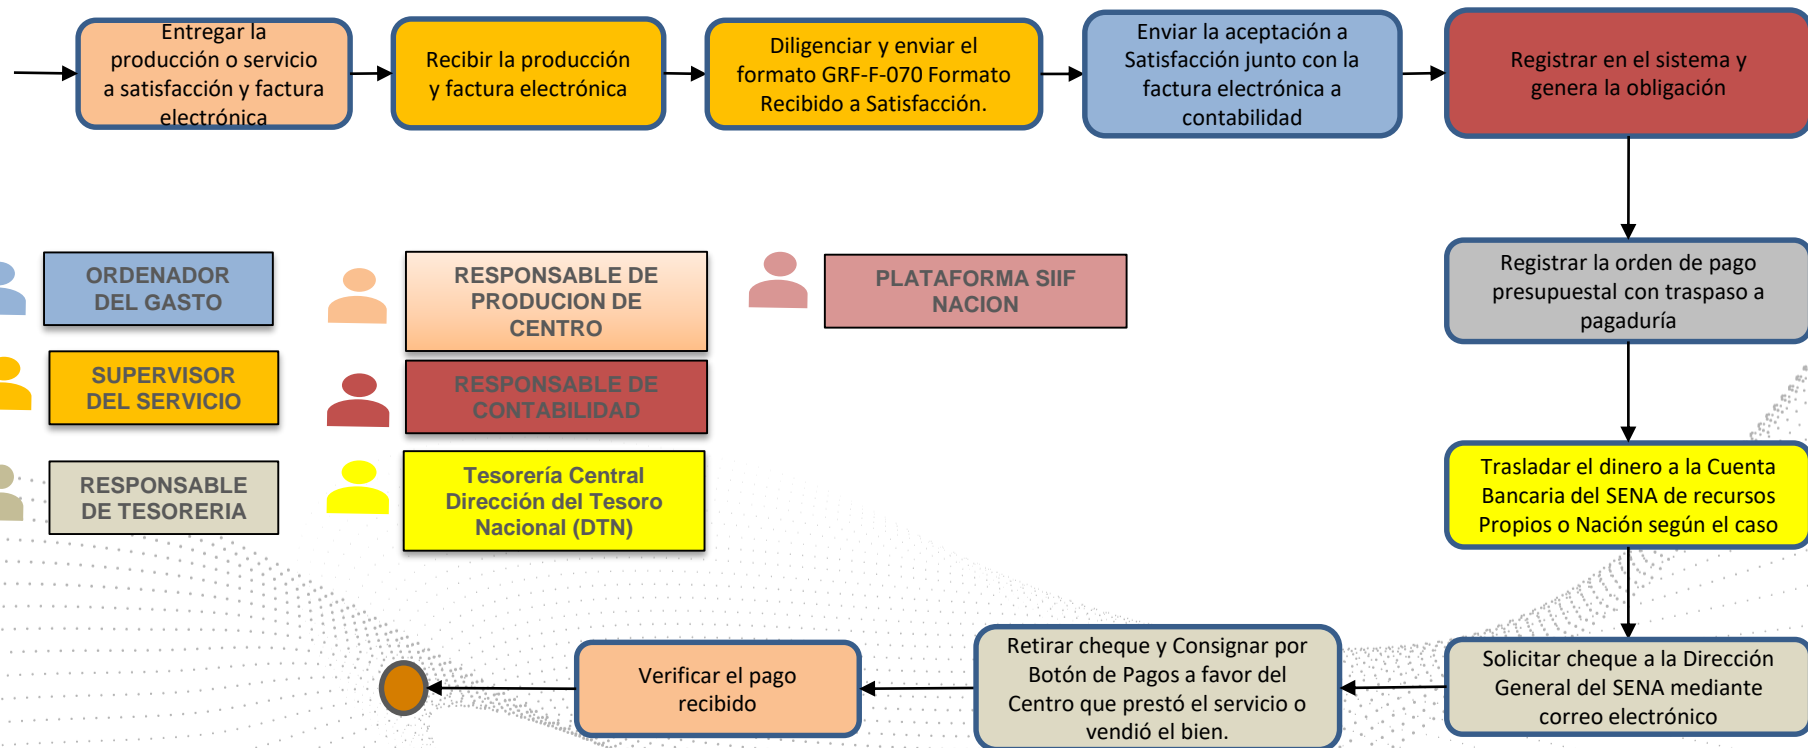 Entregar la
producción o servicio
a satisfacción y factura
electrónica
Recibir la producción
y factura electrónica
Diligenciar y enviar el
formato GRF-F-070 Formato
Recibido a Satisfacción.
Enviar la aceptación a
Satisfacción junto con la
factura electrónica a
contabilidad
Registrar en el sistema y
genera la obligación
ORDENADOR
DEL GASTO
RESPONSABLE DE
PRODUCION DE
CENTRO
PLATAFORMA SIIF
NACION
Registrar la orden de pago
presupuestal con traspaso a
pagaduría
SUPERVISOR
DEL SERVICIO
RESPONSABLE DE
CONTABILIDAD
RESPONSABLE
DE TESORERIA
Tesorería Central
Dirección del Tesoro
Nacional (DTN)
Trasladar el dinero a la Cuenta
Bancaria del SENA de recursos
Propios o Nación según el caso
Solicitar cheque a la Dirección
General del SENA mediante
correo electrónico
Retirar cheque y Consignar por
Botón de Pagos a favor del
Centro que prestó el servicio o
vendió el bien.
Verificar el pago
recibido